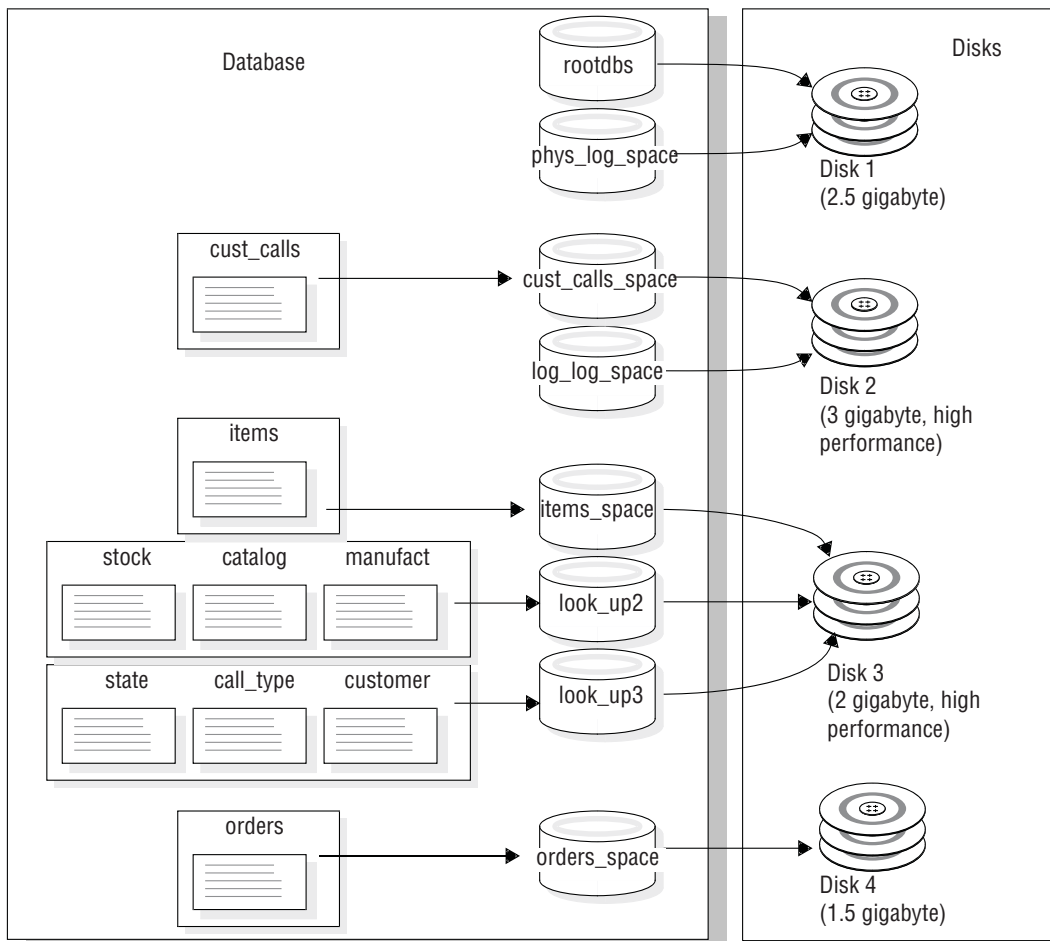 Database
Disks
rootdbs
phys_log_space
Disk 1
(2.5 gigabyte)
cust_calls
cust_calls_space
log_log_space
Disk 2
(3 gigabyte, high
performance)
items
items_space
stock catalog manufact
look_up2
state call_type customer
look_up3
Disk 3
(2 gigabyte, high
performance)
orders
orders_space
Disk 4
(1.5 gigabyte)